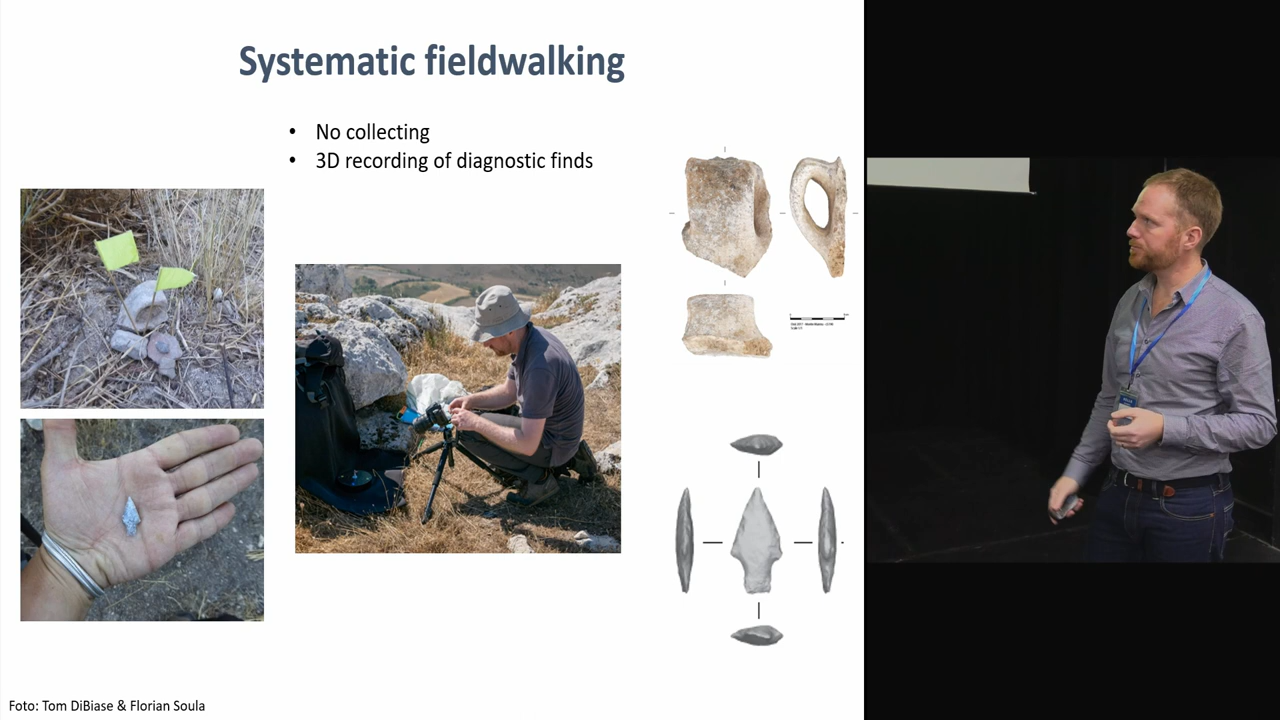 Systematic fieldwalking
• No collecting
• 3D recording of diagnostic finds
Foto: Tom DiBiase & Florian Soula